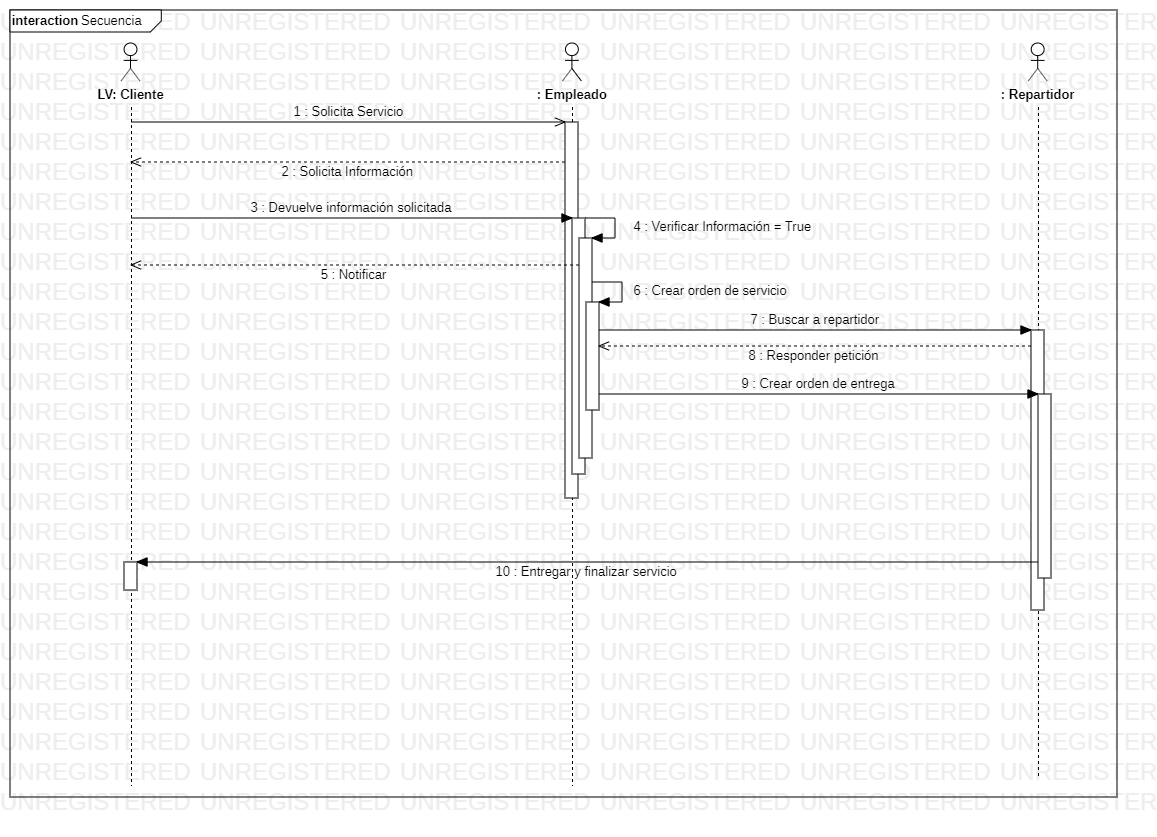 interaction Secuencia
LV: Cliente
: Empleado
: Repartidor
1 : Solicita Servicio
2 : Solicita Información
3 : Devuelve información solicitada
4 : Verificar Información = True
5 : Notificar
6 : Crear orden de servicio
7 : Buscar a repartidor
8 : Responder petición
9 : Crear orden de entrega
10 : Entregar y finalizar servicio
UNREGISTERED